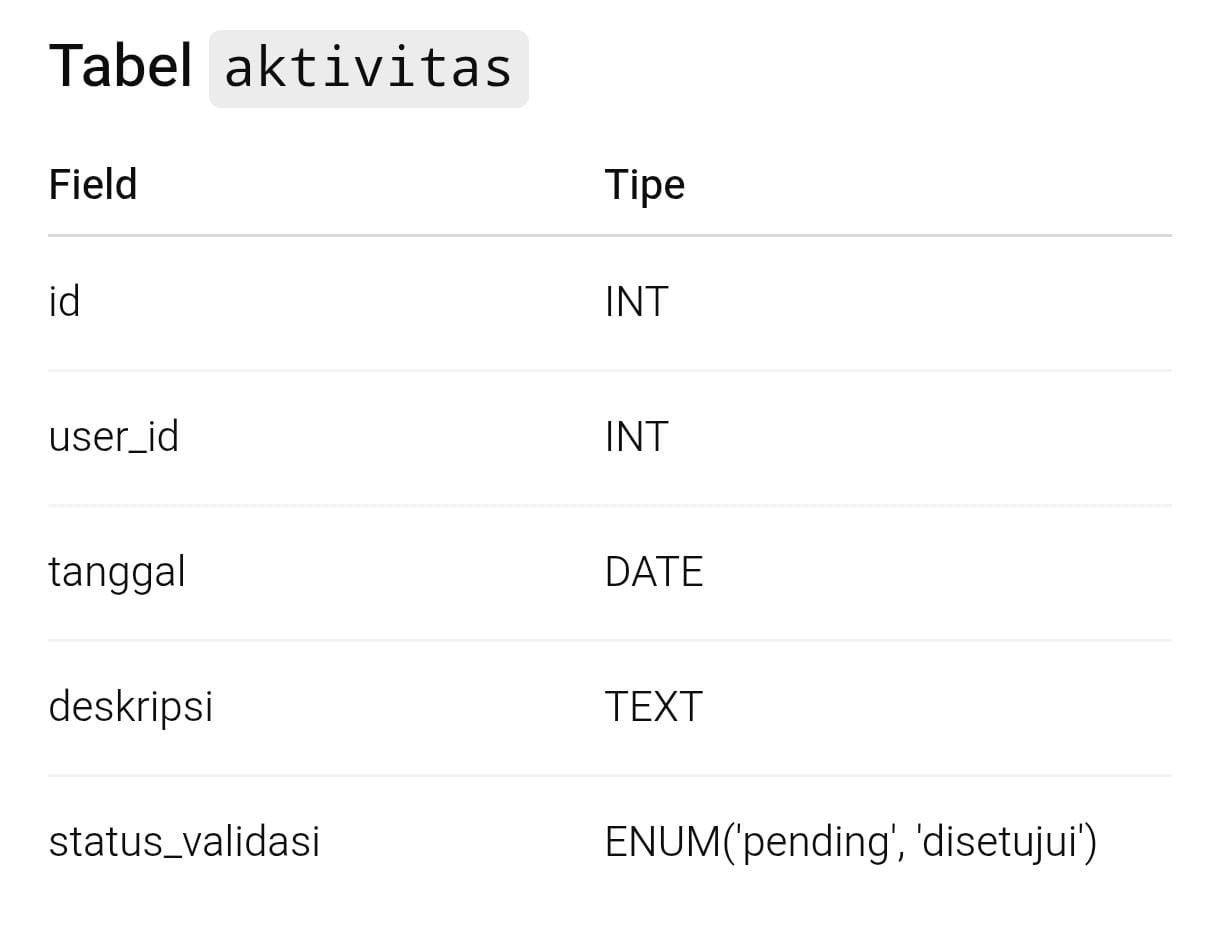 Tabel aktivitas
Field Tipe
id INT
user_id INT
tanggal DATE
deskripsi TEXT
status_validasi ENUM('pending', 'disetujui')